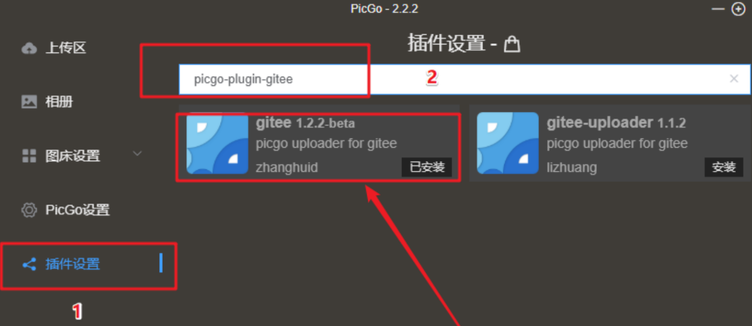 PicGo - 2.2.2
上传区
相册
图床设置
PicGo设置
插件设置
1
插件设置 -
picgo-plugin-gitee
2
gitee 1.2.2-beta
picgo uploader for gitee
zhanghuid
已安装
gitee-uploader 1.1.2
picgo uploader for gitee
lizhuang
安装